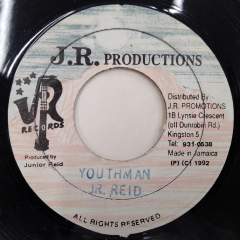 J.R. PRODUCTIONS
JR
RECORDS
Distributed By
J.R. PROMOTIONS
1B Lynsie Crescent
(off Dunrobin Rd.)
Kingston 5
Tel: 931-0638
Made in Jamaica
(P) (C) 1992
Produced by
Junior Reid
YOUTHMAN
JR. REID
ALL RIGHTS RESERVED